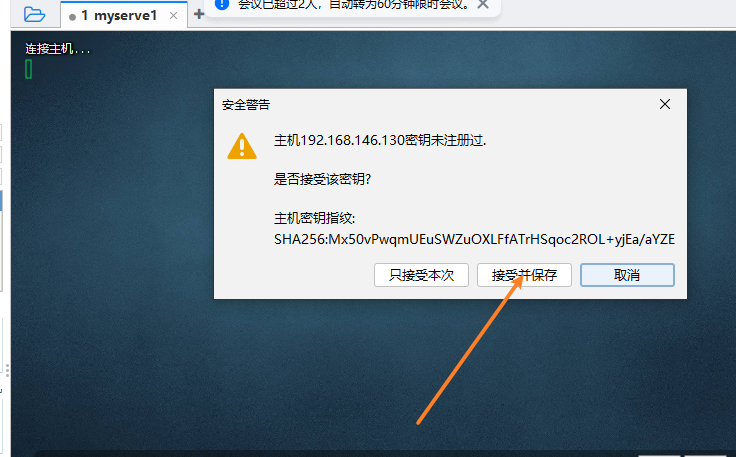 会议已超过2人，自动转为60分钟限时会议。
1 myserve1
连接主机...
安全警告
主机192.168.146.130密钥未注册过.
是否接受该密钥?
主机密钥指纹:
SHA256:Mx50vPwqmUEuSWZuOXLFfATrHSqoc2ROL+yjEa/aYZE
只接受本次
接受并保存
取消